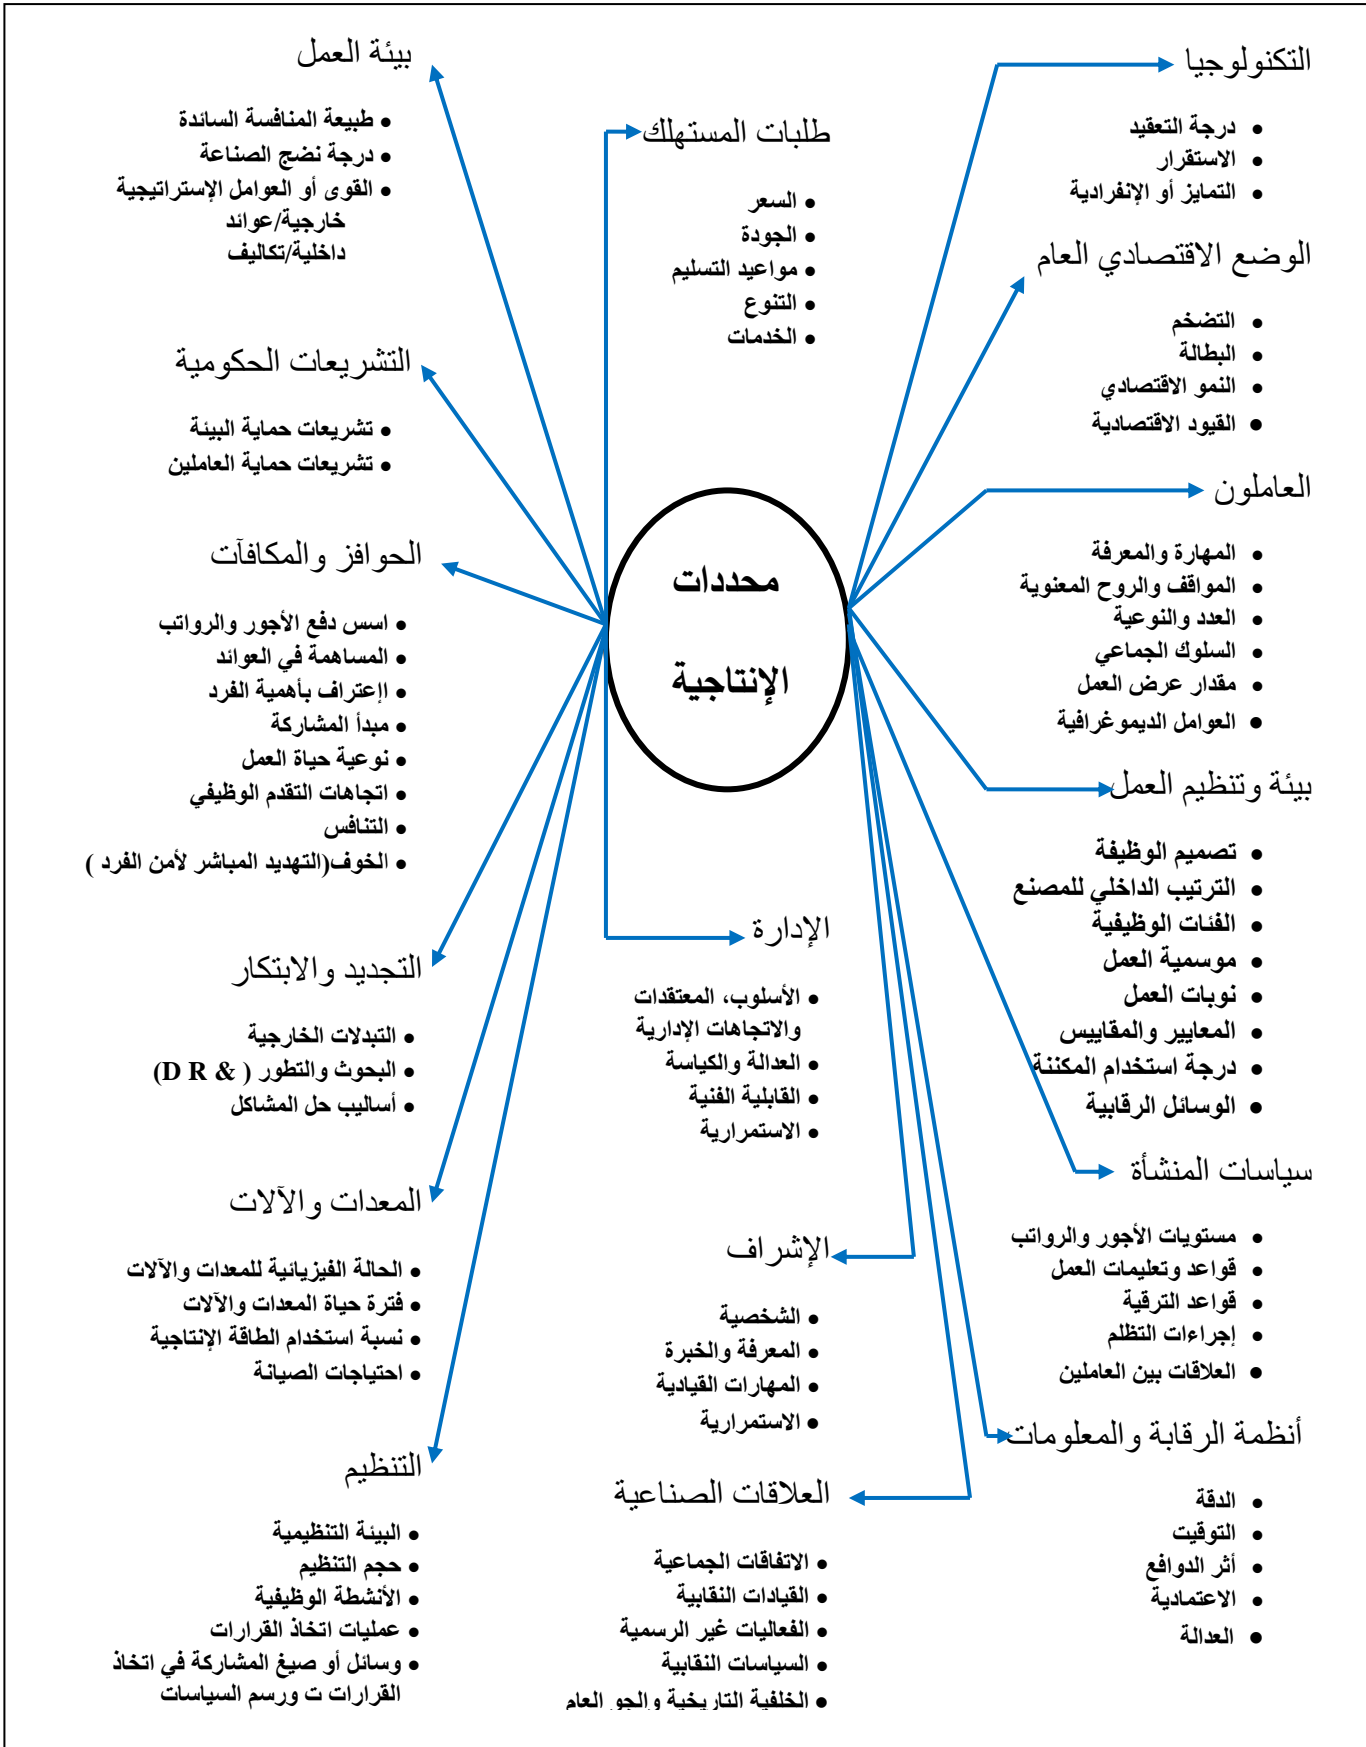 التكنولوجيا
• درجة التعقيد
• الاستقرار
• التمايز أو الإنفرادية
الوضع الاقتصادي العام
• التضخم
• البطالة
• النمو الاقتصادي
• القيود الاقتصادية
العاملون
• المهارة والمعرفة
• المواقف والروح المعنوية
• العدد والنوعية
• السلوك الجماعي
• مقدار عرض العمل
• العوامل الديموغرافية
بيئة وتنظيم العمل
• تصميم الوظيفة
• الترتيب الداخلي للمصنع
• الفئات الوظيفية
• موسمية العمل
• نوبات العمل
• المعايير والمقاييس
• درجة استخدام المكننة
• الوسائل الرقابية
سياسات المنشأة
• مستويات الأجور والرواتب
• قواعد وتعليمات العمل
• قواعد الترقية
• إجراءات التظلم
• العلاقات بين العاملين
أنظمة الرقابة والمعلومات
• الدقة
• التوقيت
• أثر الدوافع
• الاعتمادية
• العدالة
طلبات المستهلك
• السعر
• الجودة
• مواعيد التسليم
• التنوع
• الخدمات
محددات
الإنتاجية
الإدارة
• الأسلوب، المعتقدات
والاتجاهات الإدارية
• العدالة والكياسة
• القابلية الفنية
• الاستمرارية
الإشراف
• الشخصية
• المعرفة والخبرة
• المهارات القيادية
• الاستمرارية
العلاقات الصناعية
• الاتفاقات الجماعية
• القيادات النقابية
• الفعاليات غير الرسمية
• السياسات النقابية
• الخلفية التاريخية والجو العام
بيئة العمل
• طبيعة المنافسة السائدة
• درجة نضج الصناعة
• القوى أو العوامل الإستراتيجية
خارجية/عوائد
داخلية/تكاليف
التشريعات الحكومية
• تشريعات حماية البيئة
• تشريعات حماية العاملين
الحوافز والمكافآت
• اسس دفع الأجور والرواتب
• المساهمة في العوائد
• اإعتراف بأهمية الفرد
• مبدأ المشاركة
• نوعية حياة العمل
• اتجاهات التقدم الوظيفي
• التنافس
• الخوف(التهديد المباشر لأمن الفرد )
التجديد والابتكار
• التبدلات الخارجية
• البحوث والتطور ( & D R)
• أساليب حل المشاكل
المعدات والآلات
• الحالة الفيزيائية للمعدات والآلات
• فترة حياة المعدات والآلات
• نسبة استخدام الطاقة الإنتاجية
• احتياجات الصيانة
التنظيم
• البيئة التنظيمية
• حجم التنظيم
• الأنشطة الوظيفية
• عمليات اتخاذ القرارات
• وسائل أو صيغ المشاركة في اتخاذ
القرارات ت ورسم السياسات